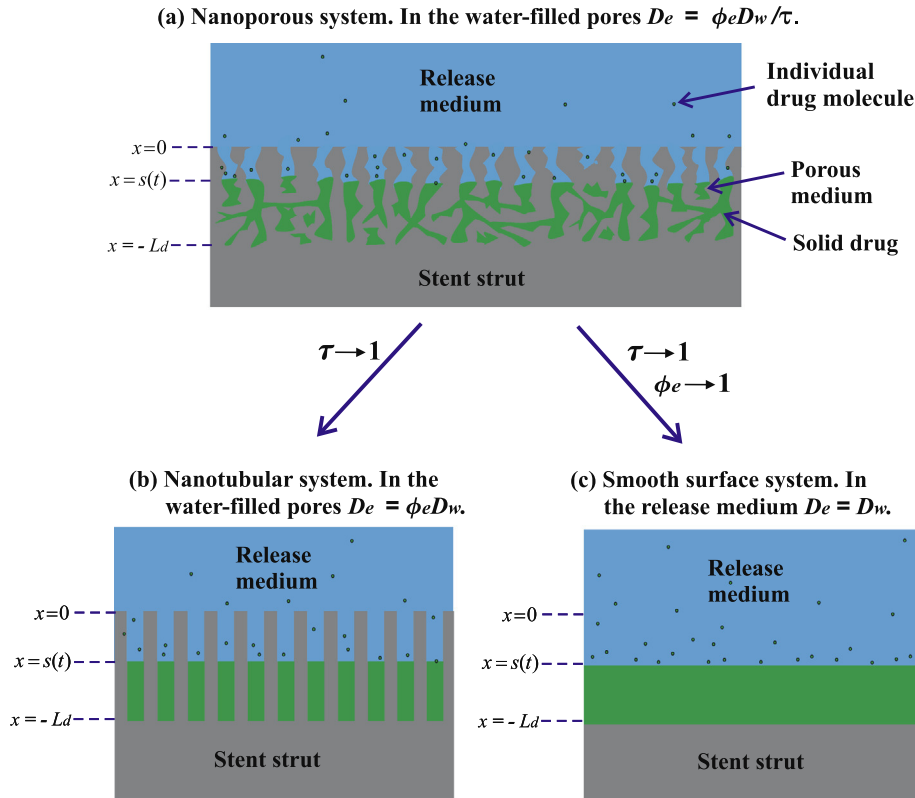 (a) Nanoporous system. In the water-filled pores De = ϕeDw/τ.
Release
medium
Individual
drug molecule
x=0
x=s(t)
Porous
medium
x=-Ld
Solid drug
Stent strut
τ→1
τ→1
ϕe→1
(b) Nanotubular system. In the
water-filled pores De = ϕeDw.
Release
medium
x=0
x=s(t)
x=-Ld
Stent strut
(c) Smooth surface system. In
the release medium De = Dw.
Release
medium
x=0
x=s(t)
x=-Ld
Stent strut